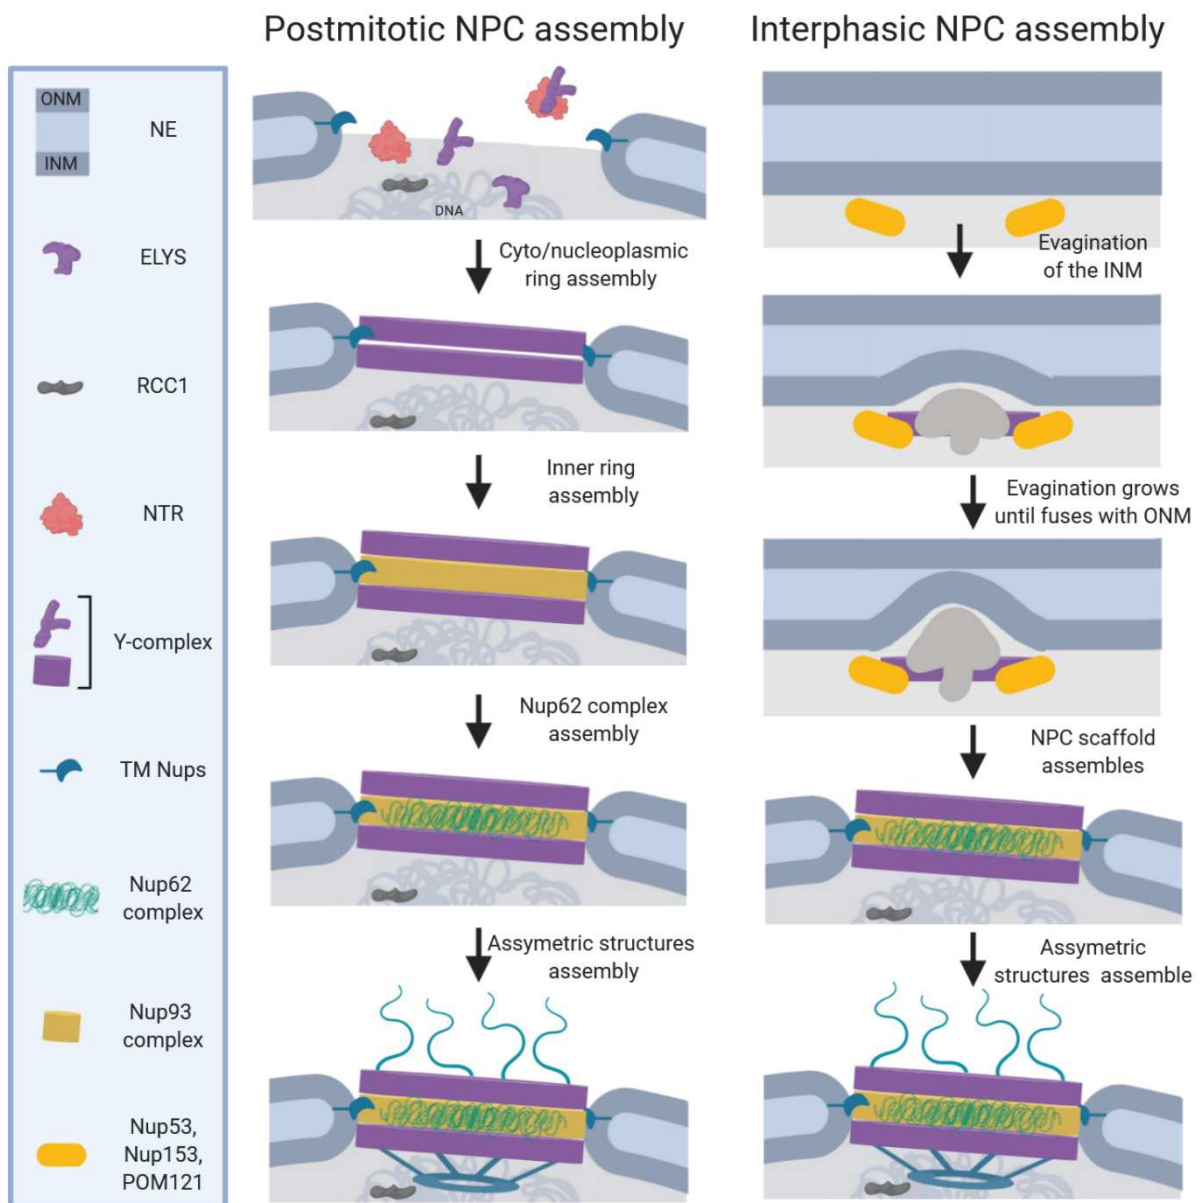 Postmitotic NPC assembly
Interphasic NPC assembly
ONM
INM
NE
ELYS
RCC1
NTR
Y-complex
TM Nups
Nup62
complex
Nup93
complex
Nup53,
Nup153,
POM121
DNA
Cyto/nucleoplasmic
ring assembly
Inner ring
assembly
Nup62 complex
assembly
Assymetric structures
assembly
Evagination
of the INM
Evagination grows
until fuses with ONM
NPC scaffold
assembles
Assymetric
structures assemble